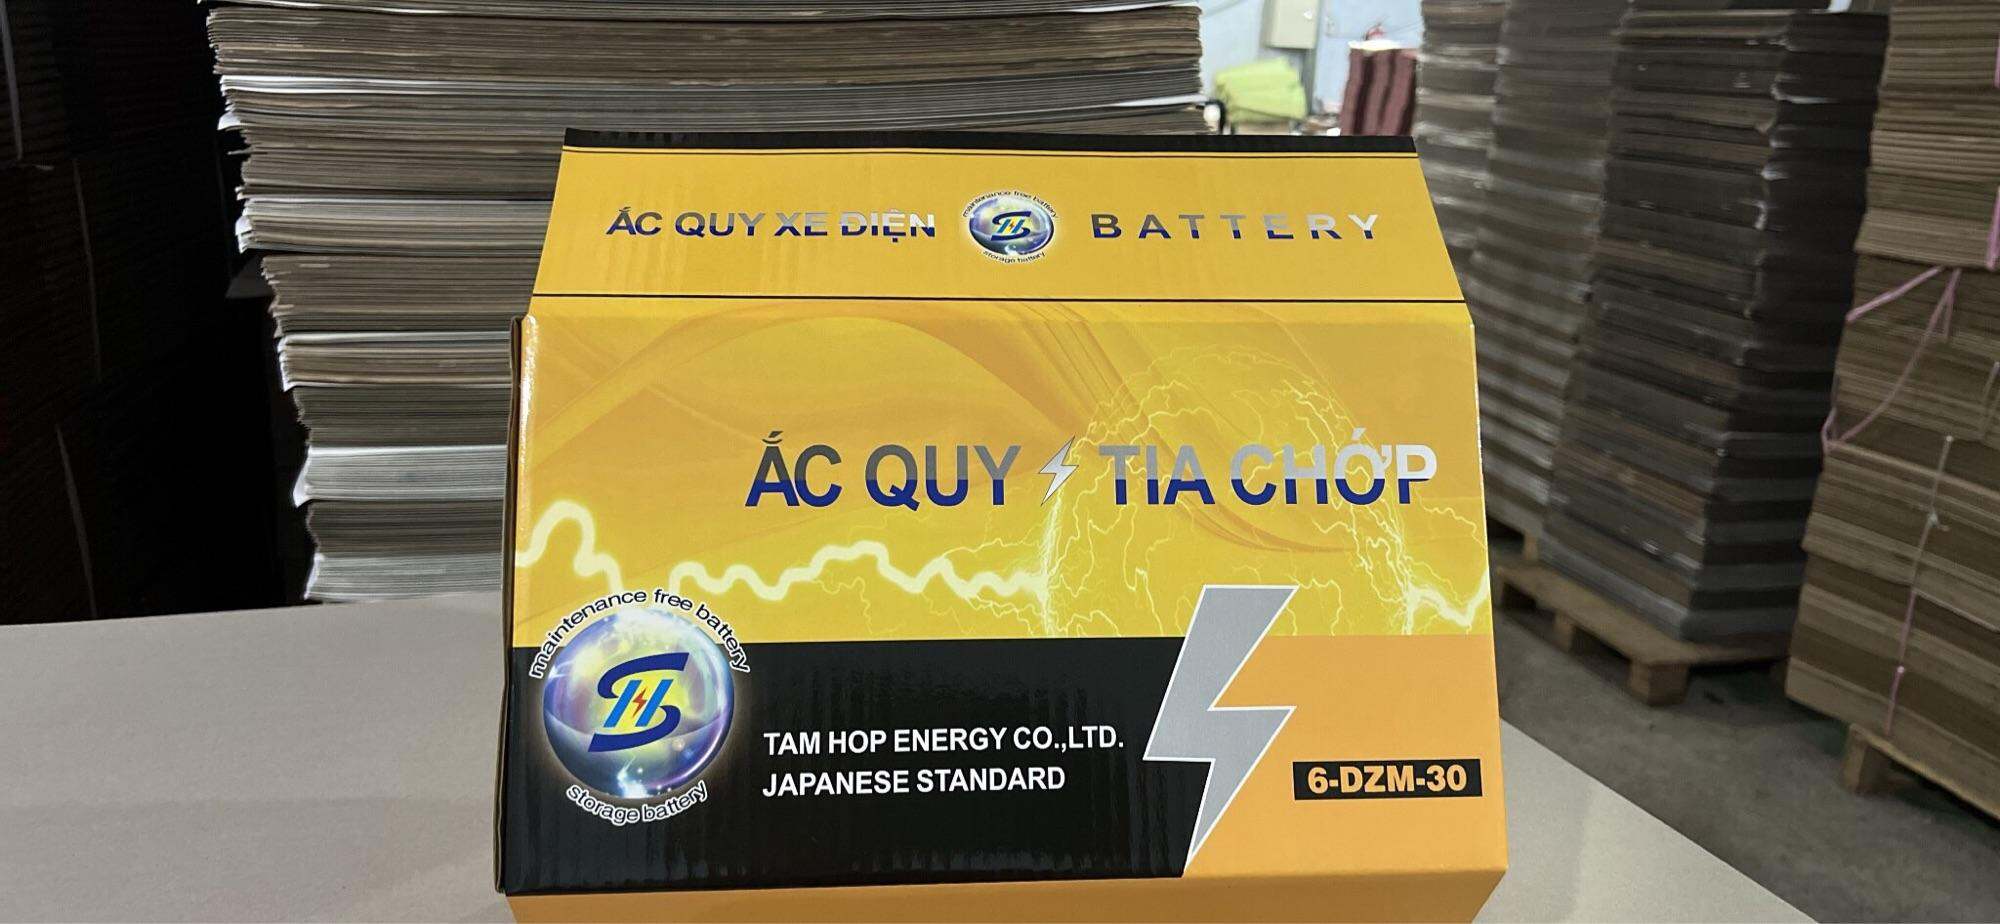 ẮC QUY XE ĐIỆN
maintenance free battery
storage battery
BATTERY
ẮC QUY TIA CHỚP
maintenance free battery
SH
storage battery
TAM HOP ENERGY CO.,LTD.
JAPANESE STANDARD
6-DZM-30